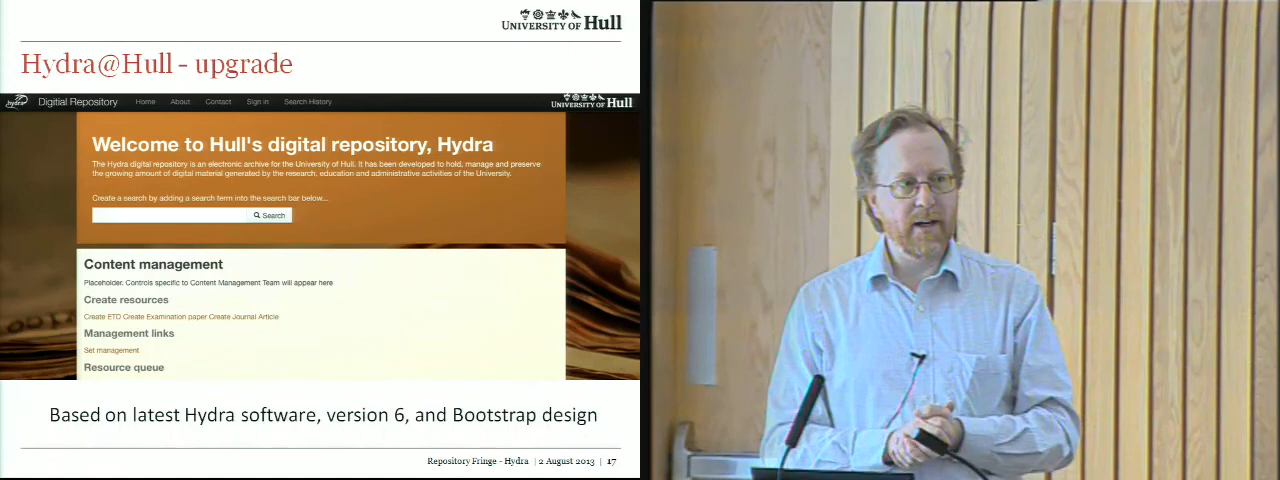 UNIVERSITY OF Hull
Hydra@Hull - upgrade
hydra Digitial Repository Home About Contact Sign in Search History UNIVERSITY OF Hull
Welcome to Hull's digital repository, Hydra
The Hydra digital repository is an electronic archive for the University of Hull. It has been developed to hold, manage and preserve
the growing amount of digital material generated by the research, education and administrative activities of the University.
Create a search by adding a search term into the search bar below...
Search
Content management
Placeholder. Controls specific to Content Management Team will appear here
Create resources
Create ETD Create Examination paper Create Journal Article
Management links
Set management
Resource queue
Based on latest Hydra software, version 6, and Bootstrap design
Repository Fringe - Hydra | 2 August 2013 | 17